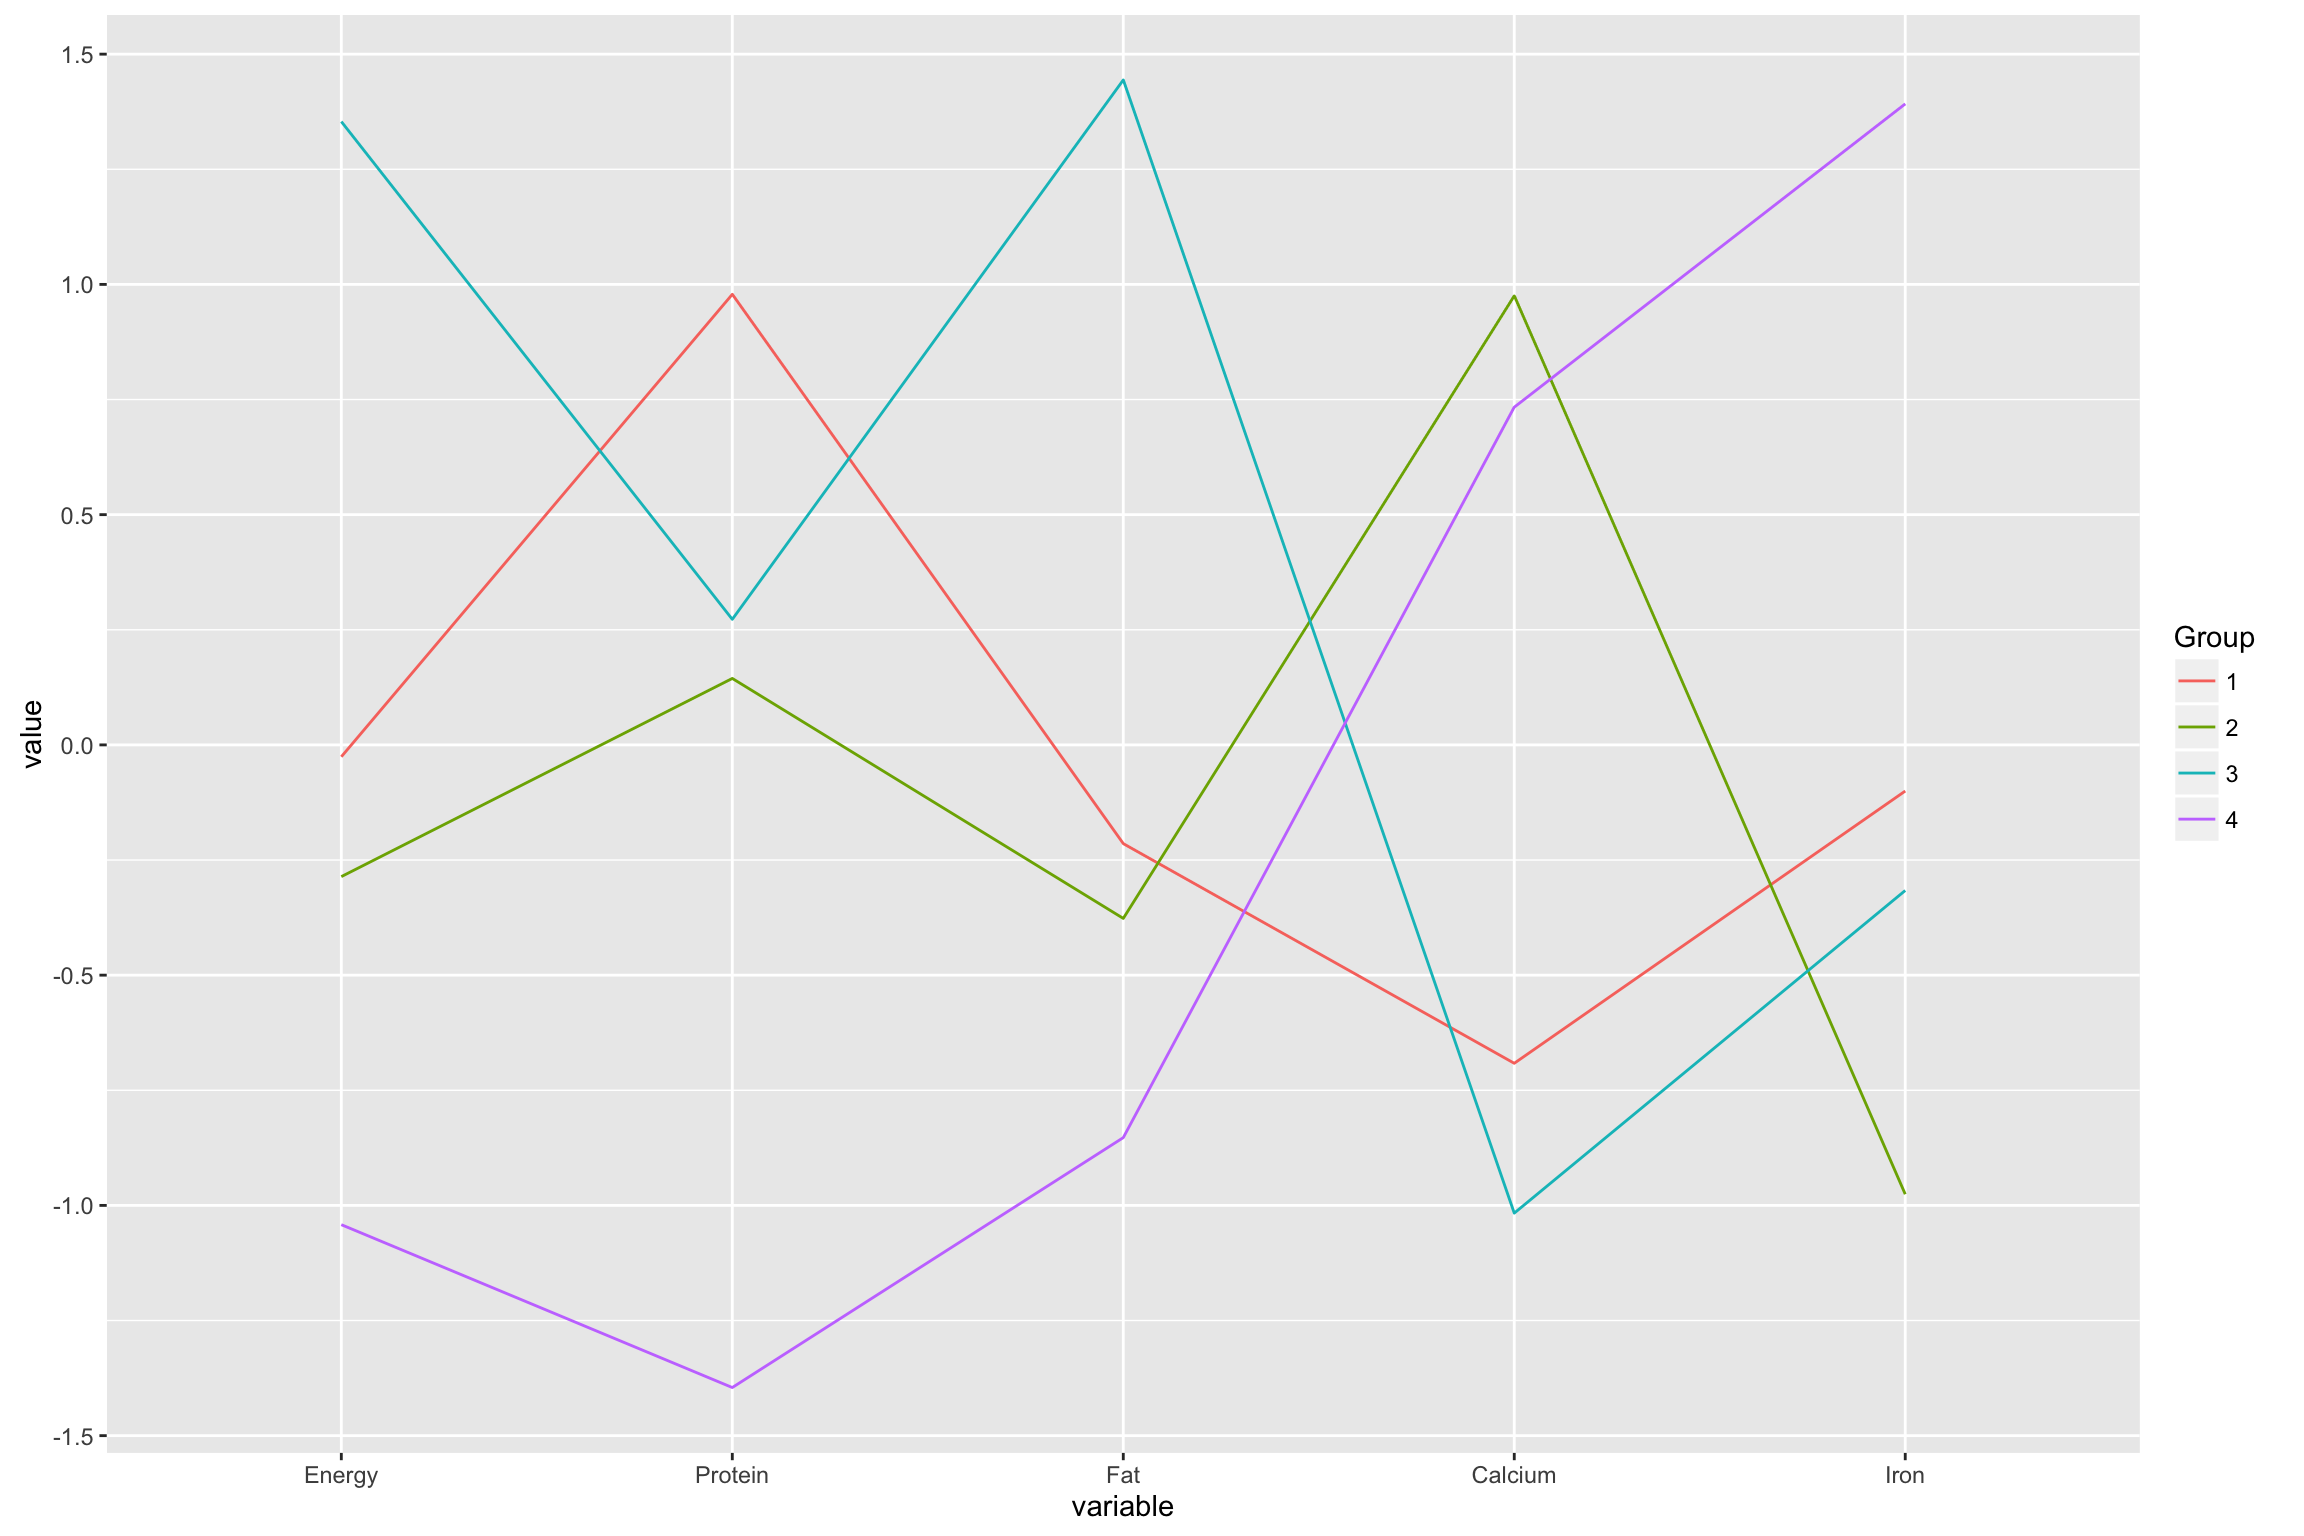 1.5
1.0
0.5
0.0
-0.5
-1.0
-1.5
value
Energy
Protein
Fat
Calcium
Iron
variable
Group
1
2
3
4